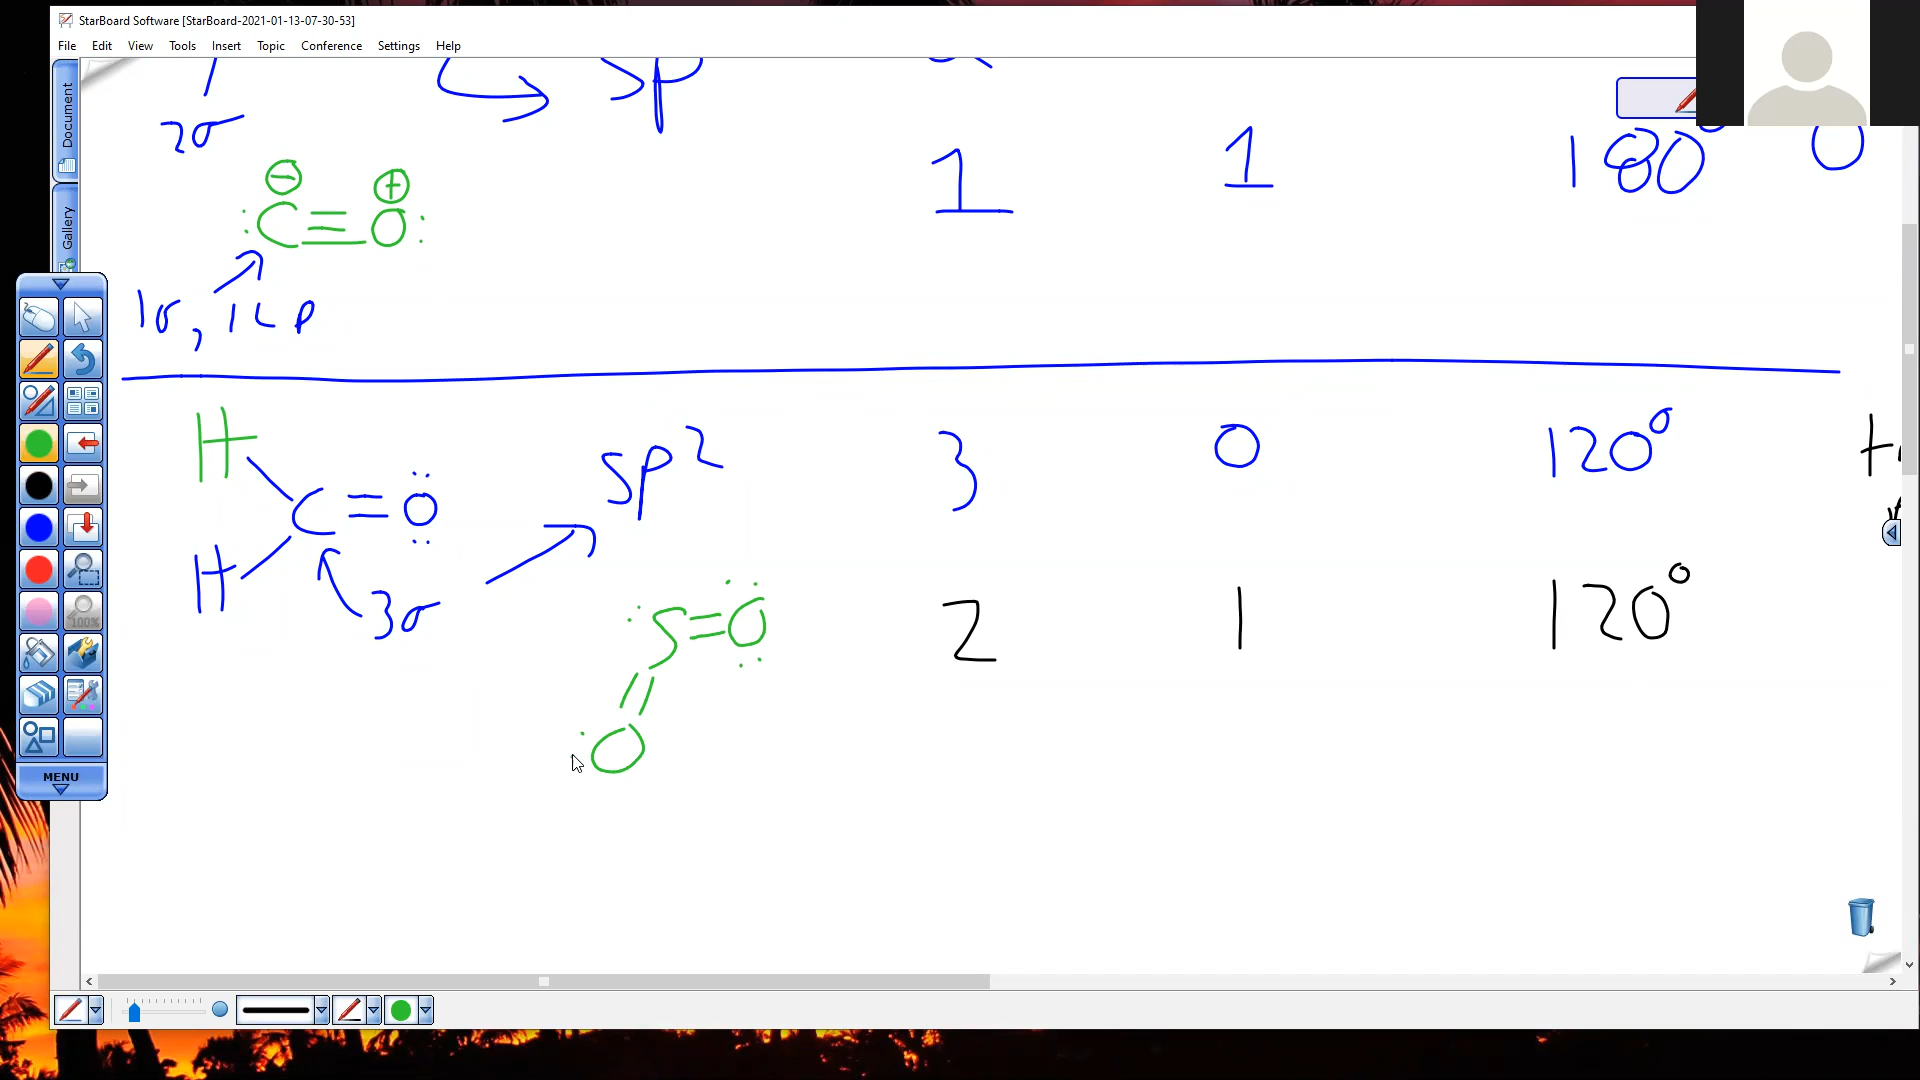 StarBoard Software [StarBoard-2021-01-13-07-30-53]
File Edit View Tools Insert Topic Conference Settings Help
Document
Gallery
sp
2σ
1 1 180° 0
⊖ ⊕
:C≡O:
1σ, 1LP
H
H
C=O
sp²
3 0 120°
3σ
:S=O
O
2 1 120°
100%
MENU